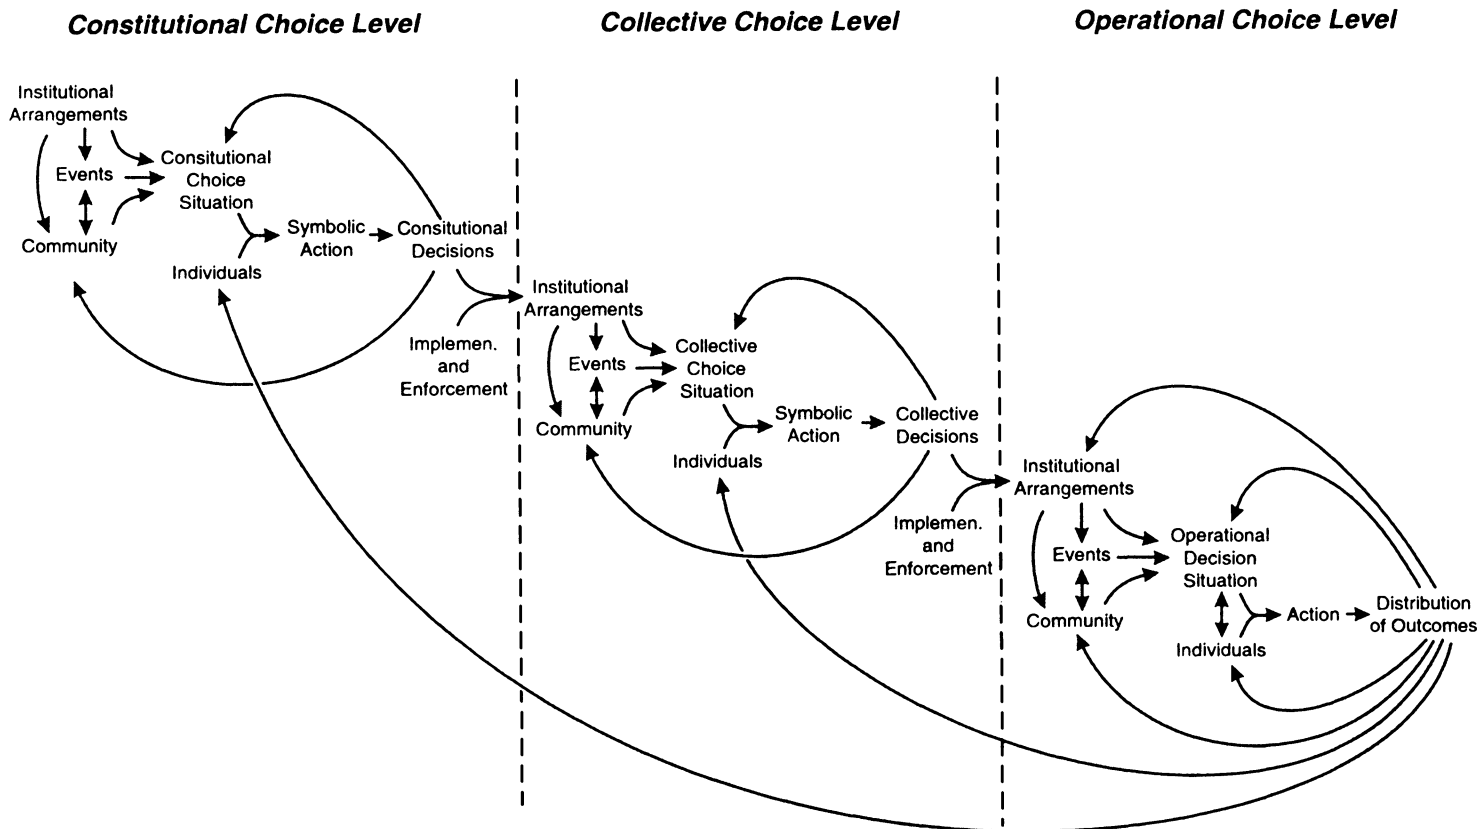 Constitutional Choice Level
Collective Choice Level
Operational Choice Level
Institutional
Arrangements
Events
Community
Consitutional
Choice
Situation
Individuals
Symbolic
Action
Consitutional
Decisions
Implemen.
and
Enforcement
Institutional
Arrangements
Events
Community
Collective
Choice
Situation
Individuals
Symbolic
Action
Collective
Decisions
Implemen.
and
Enforcement
Institutional
Arrangements
Events
Community
Operational
Decision
Situation
Individuals
Action
Distribution
of Outcomes